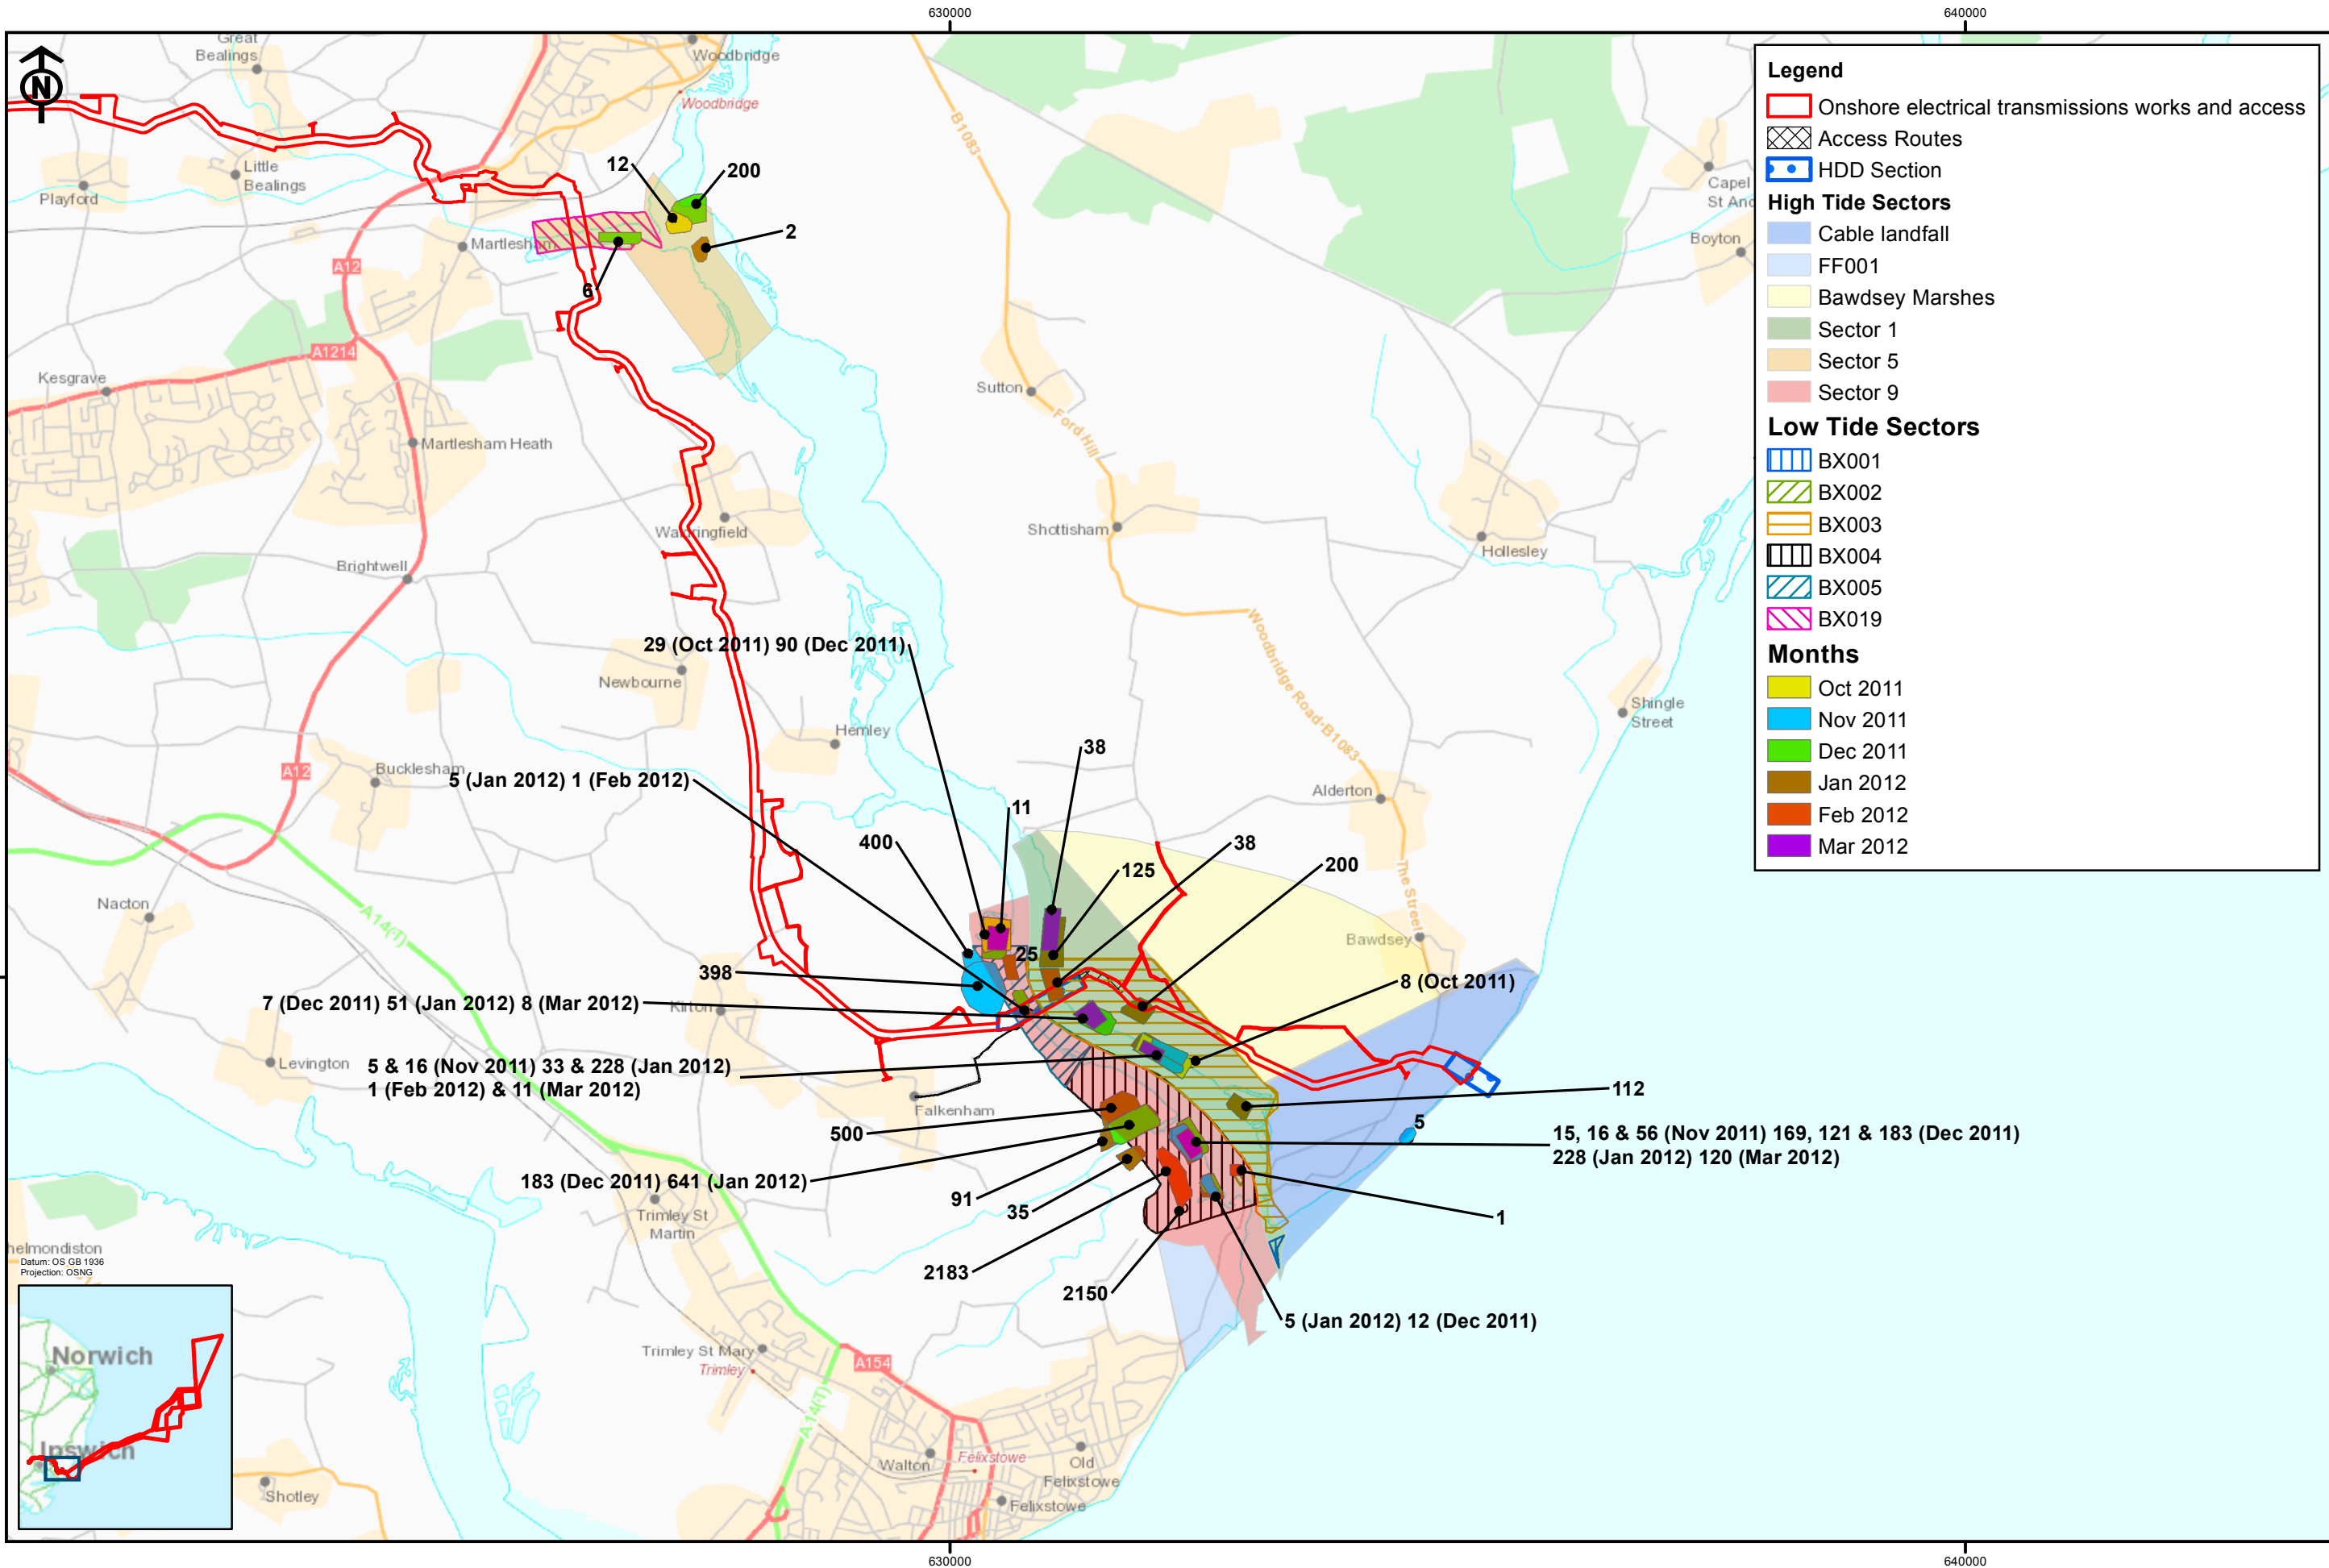 630000
640000
Great
Bealings
Woodbridge
Woodbridge
N
B1083
Little
Bealings
Playford
12
200
2
6
Martlesham
A12
A1214
Kesgrave
Martlesham Heath
Sutton
Ford Hill
Capel
St And
Boyton
Shottisham
Hollesley
Brightwell
Waldringfield
Woodbridge Road-B1083
29 (Oct 2011) 90 (Dec 2011)
Newbourne
Hemley
Shingle
Street
A12
Bucklesham
5 (Jan 2012) 1 (Feb 2012)
38
11
400
125
38
200
Alderton
The Street
Bawdsey
Nacton
A14(T)
25
398
8 (Oct 2011)
7 (Dec 2011) 51 (Jan 2012) 8 (Mar 2012)
Kirton
Levington
5 & 16 (Nov 2011) 33 & 228 (Jan 2012)
1 (Feb 2012) & 11 (Mar 2012)
Falkenham
112
5
500
15, 16 & 56 (Nov 2011) 169, 121 & 183 (Dec 2011)
228 (Jan 2012) 120 (Mar 2012)
183 (Dec 2011) 641 (Jan 2012)
91
35
1
Trimley St
Martin
2183
2150
5 (Jan 2012) 12 (Dec 2011)
helmondiston
Datum: OS GB 1936
Projection: OSNG
Norwich
Ipswich
Trimley St Mary
Trimley
A154
A14(T)
Walton
Felixstowe
Old
Felixstowe
Felixstowe
Shotley
630000
640000
Legend
Onshore electrical transmissions works and access
Access Routes
HDD Section
High Tide Sectors
Cable landfall
FF001
Bawdsey Marshes
Sector 1
Sector 5
Sector 9
Low Tide Sectors
BX001
BX002
BX003
BX004
BX005
BX019
Months
Oct 2011
Nov 2011
Dec 2011
Jan 2012
Feb 2012
Mar 2012